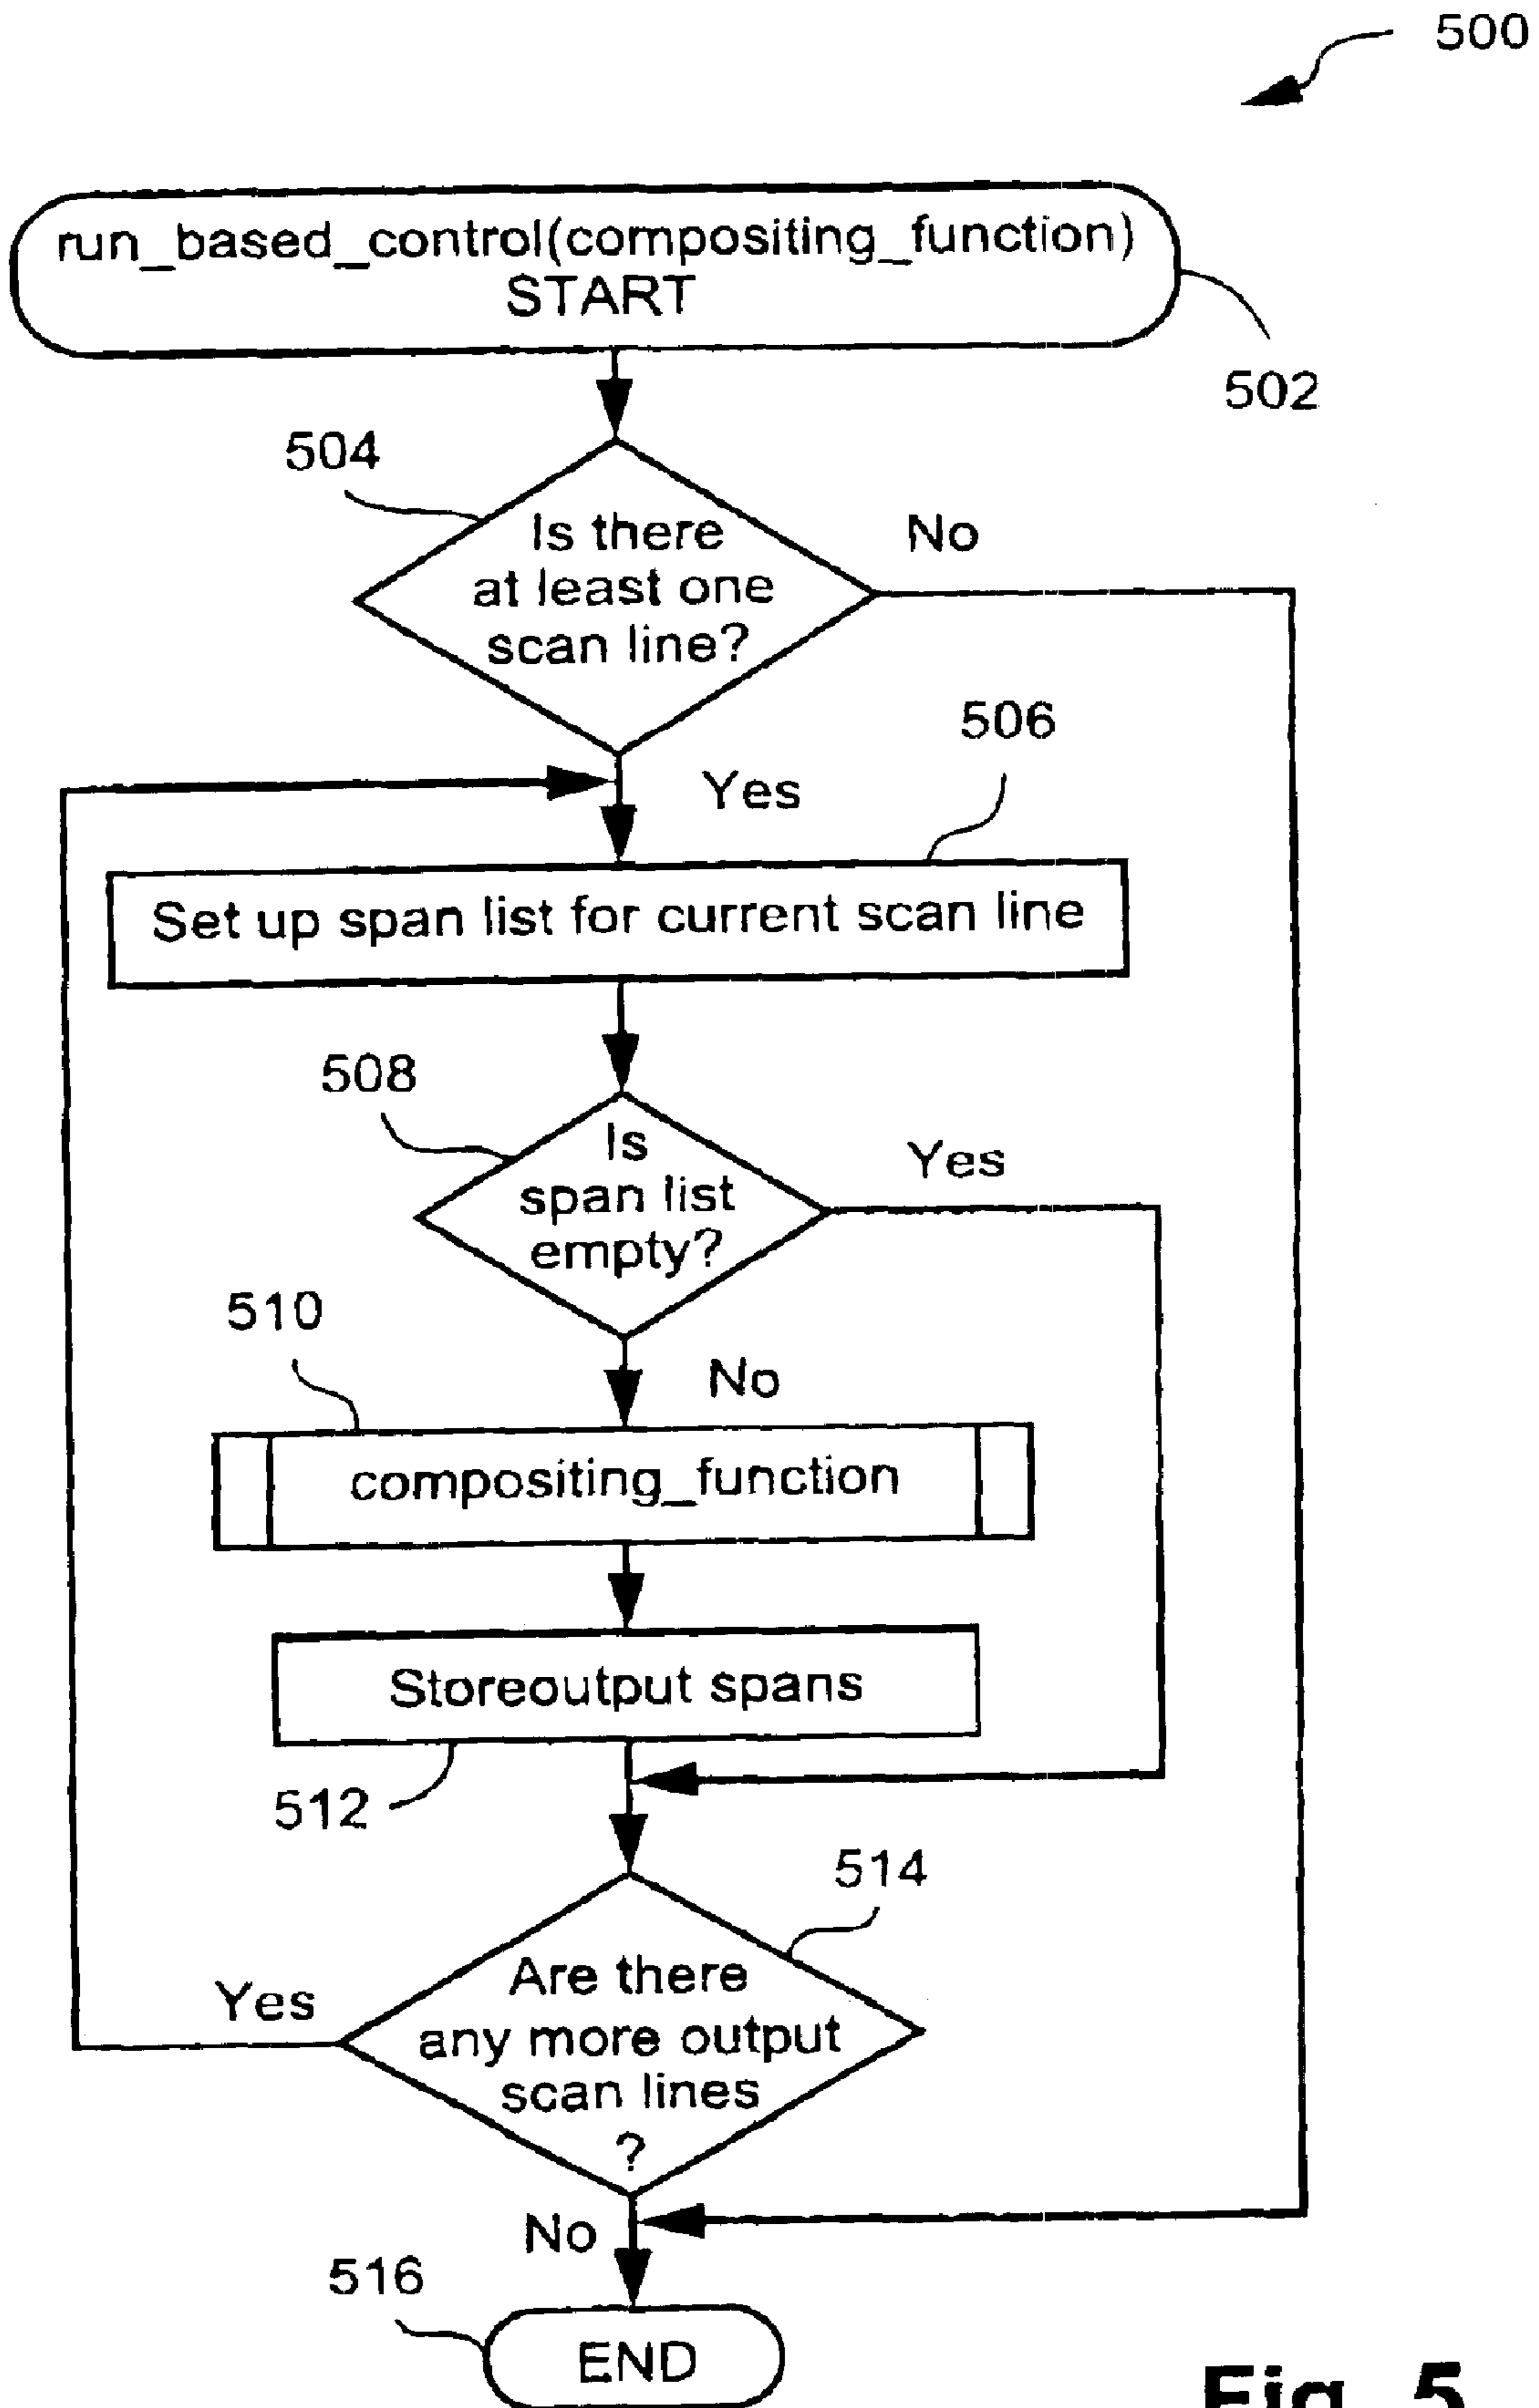 500
run_based_control(compositing_function)
START
502
504
Is there
at least one
scan line?
No
Yes
506
Set up span list for current scan line
508
Is
span list
empty?
Yes
No
510
compositing_function
Storeoutput spans
512
514
Are there
any more output
scan lines
?
Yes
No
516
END
Fig. 5